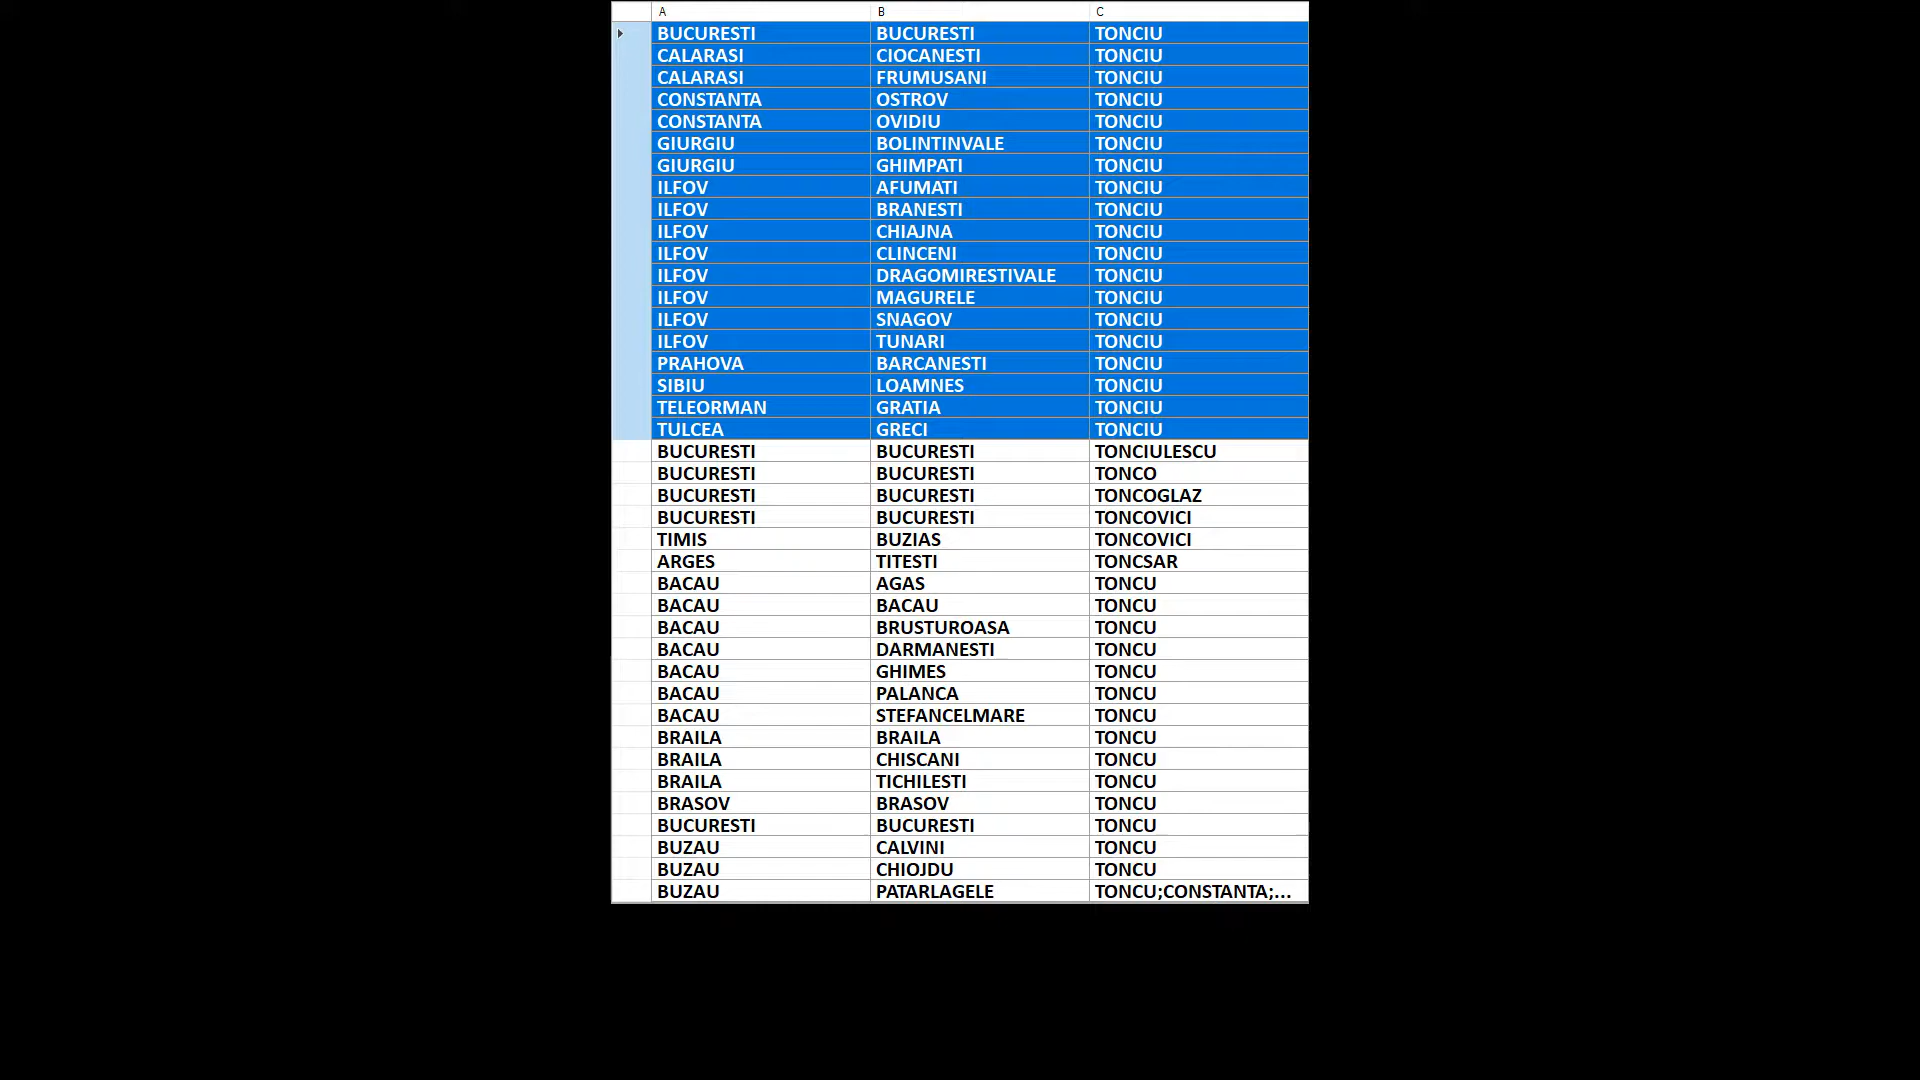 A B C
BUCURESTI BUCURESTI TONCIU
CALARASI CIOCANESTI TONCIU
CALARASI FRUMUSANI TONCIU
CONSTANTA OSTROV TONCIU
CONSTANTA OVIDIU TONCIU
GIURGIU BOLINTINVALE TONCIU
GIURGIU GHIMPATI TONCIU
ILFOV AFUMATI TONCIU
ILFOV BRANESTI TONCIU
ILFOV CHIAJNA TONCIU
ILFOV CLINCENI TONCIU
ILFOV DRAGOMIRESTIVALE TONCIU
ILFOV MAGURELE TONCIU
ILFOV SNAGOV TONCIU
ILFOV TUNARI TONCIU
PRAHOVA BARCANESTI TONCIU
SIBIU LOAMNES TONCIU
TELEORMAN GRATIA TONCIU
TULCEA GRECI TONCIU
BUCURESTI BUCURESTI TONCIULESCU
BUCURESTI BUCURESTI TONCO
BUCURESTI BUCURESTI TONCOGLAZ
BUCURESTI BUCURESTI TONCOVICI
TIMIS BUZIAS TONCOVICI
ARGES TITESTI TONCSAR
BACAU AGAS TONCU
BACAU BACAU TONCU
BACAU BRUSTUROASA TONCU
BACAU DARMANESTI TONCU
BACAU GHIMES TONCU
BACAU PALANCA TONCU
BACAU STEFANCELMARE TONCU
BRAILA BRAILA TONCU
BRAILA CHISCANI TONCU
BRAILA TICHILESTI TONCU
BRASOV BRASOV TONCU
BUCURESTI BUCURESTI TONCU
BUZAU CALVINI TONCU
BUZAU CHIOJDU TONCU
BUZAU PATARLAGELE TONCU;CONSTANTA;...